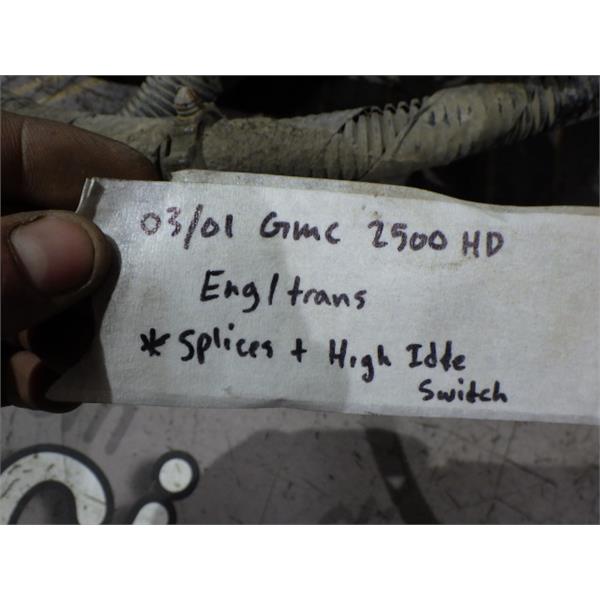 03/01 GMC 2500 HD
Eng/trans
* Splices + High Idle
Switch